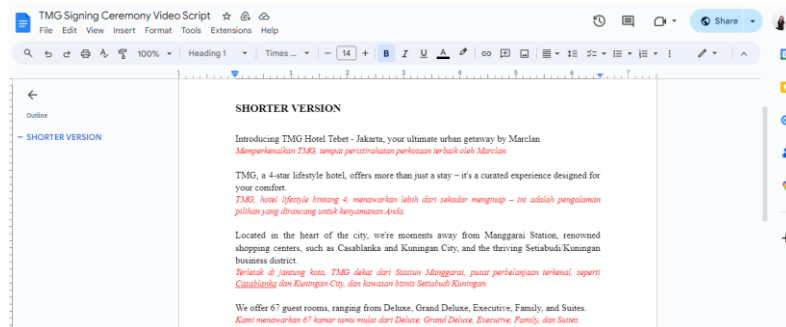 TMG Signing Ceremony Video Script
File Edit View Insert Format Tools Extensions Help
Share
100% Heading 1 Times ... 14 B I U A
1 1 2 3 4 5 6 7
Outline
SHORTER VERSION
SHORTER VERSION
Introducing TMG Hotel Tebet - Jakarta, your ultimate urban getaway by Marclan
Memperkenalkan TMG, tempat peristirahatan perkotaan terbaik oleh Marclan
TMG, a 4-star lifestyle hotel, offers more than just a stay – it's a curated experience designed for
your comfort.
TMG, hotel lifestyle bintang 4, menawarkan lebih dari sekadar menginap – ini adalah pengalaman
pilihan yang dirancang untuk kenyamanan Anda.
Located in the heart of the city, we're moments away from Manggarai Station, renowned
shopping centers, such as Casablanka and Kuningan City, and the thriving Setiabudi/Kuningan
business district.
Terletak di jantung kota, TMG dekat dari Stasiun Manggarai, pusat perbelanjaan terkenal, seperti
Casablanka dan Kuningan City, dan kawasan bisnis Setiabudi/Kuningan.
We offer 67 guest rooms, ranging from Deluxe, Grand Deluxe, Executive, Family, and Suites.
Kami menawarkan 67 kamar tamu mulai dari Deluxe, Grand Deluxe, Executive, Family, dan Suites.